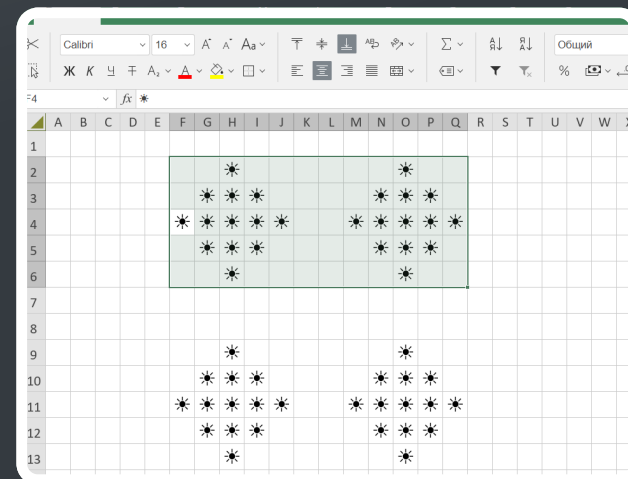 Calibri 16 A A Aa Σ А Я Я А Общий
Ж К Ч Т A₂ A %
F4 fx ☀
A B C D E F G H I J K L M N O P Q R S T U V W X
1
2 ☀ ☀
3 ☀ ☀ ☀ ☀ ☀ ☀
4 ☀ ☀ ☀ ☀ ☀ ☀ ☀ ☀ ☀ ☀
5 ☀ ☀ ☀ ☀ ☀ ☀
6 ☀ ☀
7
8
9 ☀ ☀
10 ☀ ☀ ☀ ☀ ☀ ☀
11 ☀ ☀ ☀ ☀ ☀ ☀ ☀ ☀ ☀ ☀
12 ☀ ☀ ☀ ☀ ☀ ☀
13 ☀ ☀